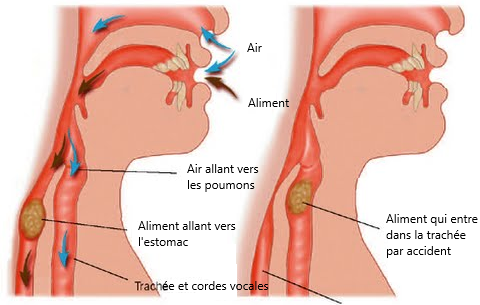 Air
Aliment
Air allant vers
les poumons
Aliment allant vers
l'estomac
Trachée et cordes vocales
Aliment qui entre
dans la trachée
par accident